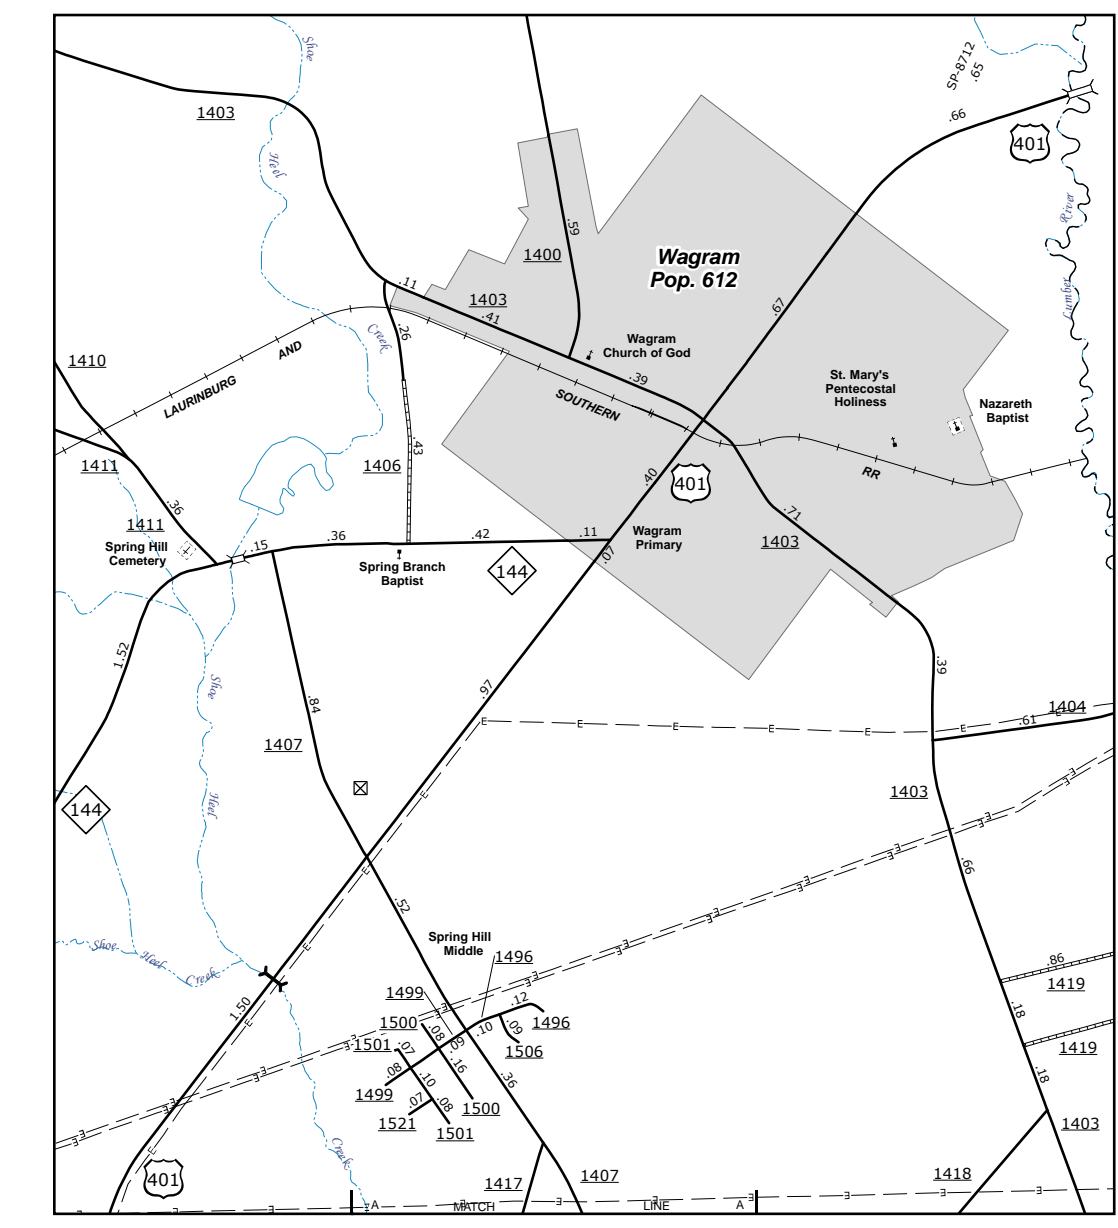 Shoe
SP-8712
.65
1403
.66
401
Heel
River
.59
1400
Wagram
Pop. 612
.11
1403
.41
.67
Lumber
.26
Creek
Wagram
Church of God
1410
AND
.39
St. Mary's
Pentecostal
Holiness
LAURINBURG
SOUTHERN
Nazareth
Baptist
.43
1411
1406
RR
.40
401
.36
.71
1411
Spring Hill
Cemetery
.15
.36
.42
.11
Wagram
Primary
1403
.07
Spring Branch
Baptist
144
1.52
.39
Shoe
.97
.84
1404
.61
E
E
E
E
E
E
E
1407
1403
144
Heel
E
E
.66
E
E
E
E
E
E
E
.52
E
E
E
Spring Hill
Middle
E
E
Shoe
Heel
Creek
1496
.86
1419
E
E
1499
1.50
.12
.18
E
E
1500
.08
.10
1496
E
1501
.07
.09
.09
1506
1419
E
E
.08
.16
.10
.36
.18
1499
.07
.08
1500
E
E
1521
1501
1403
E
E
E
Creek
401
1417
1407
1418
E
E
E
E
E
E
A
MATCH
LINE
A